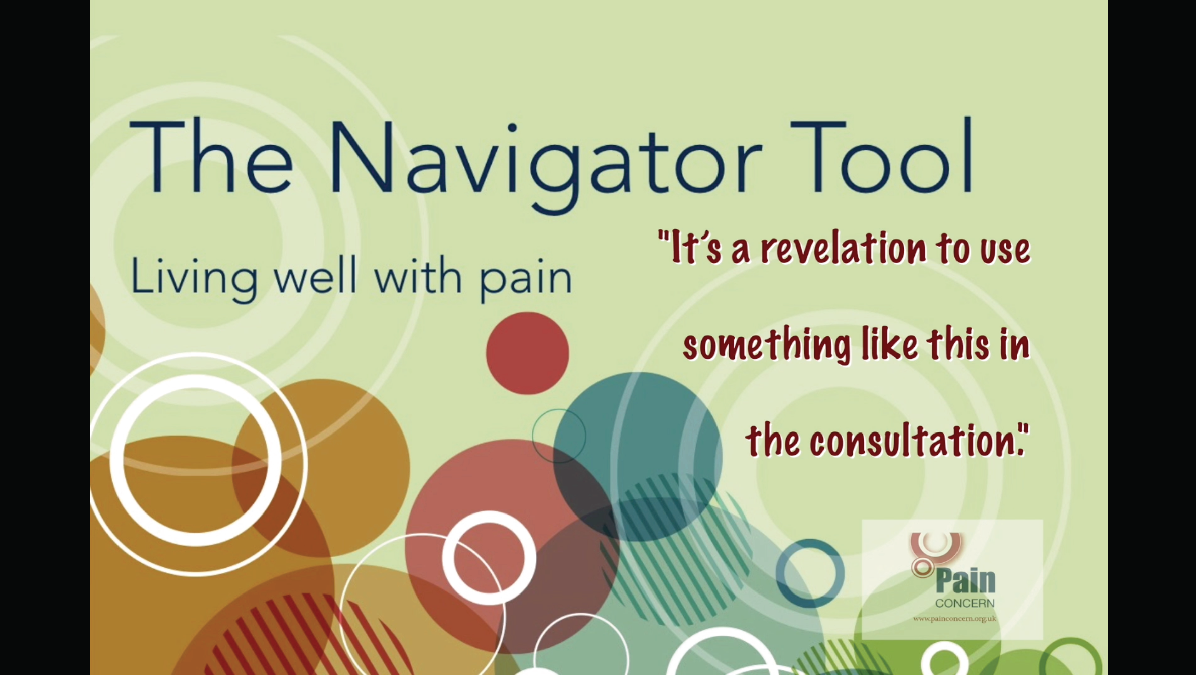 The Navigator Tool
Living well with pain
"It's a revelation to use
something like this in
the consultation."
Pain
CONCERN
www.painconcern.org.uk